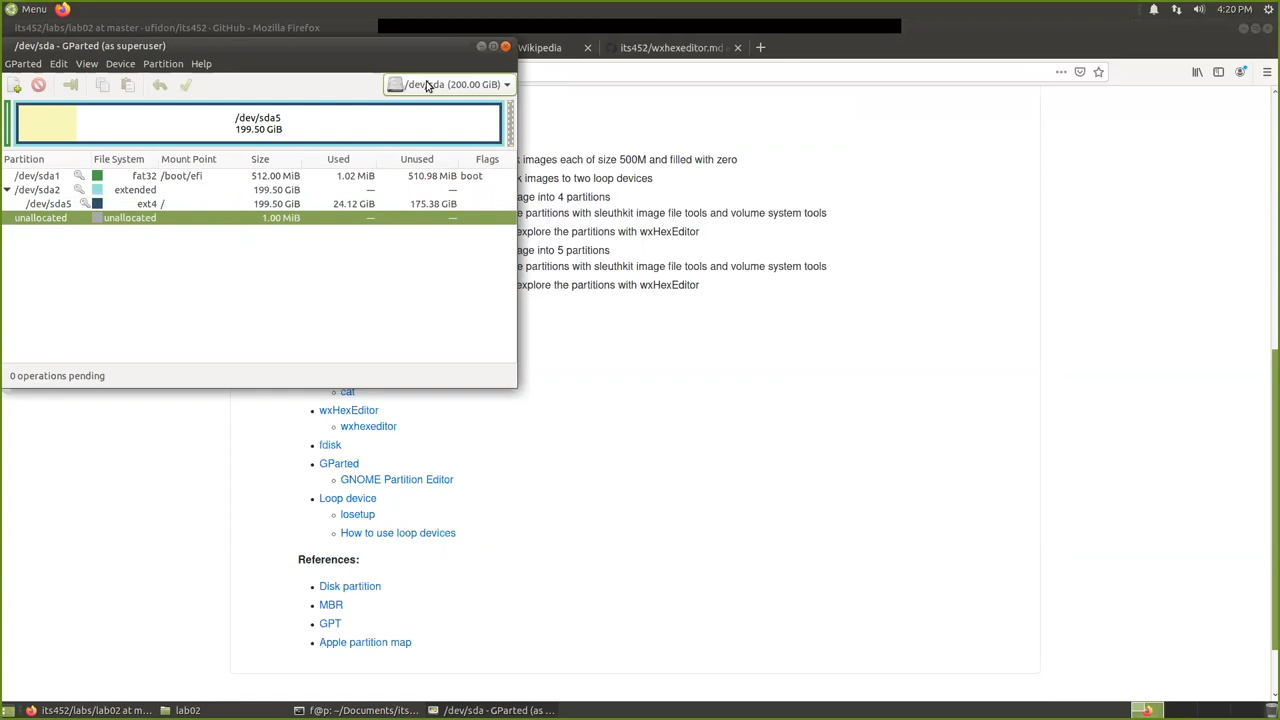 Menu
4:20 PM
its452/labs/lab02 at master · ufidon/its452 · GitHub - Mozilla Firefox
/dev/sda - GParted (as superuser)
Wikipedia
its452/wxhexeditor.md
GParted Edit View Device Partition Help
/dev/sda (200.00 GiB)
/dev/sda5
199.50 GiB
Partition File System Mount Point Size Used Unused Flags
/dev/sda1 fat32 /boot/efi 512.00 MiB 1.02 MiB 510.98 MiB boot
/dev/sda2 extended 199.50 GiB — —
/dev/sda5 ext4 / 199.50 GiB 24.12 GiB 175.38 GiB
unallocated unallocated 1.00 MiB — —
0 operations pending
images each of size 500M and filled with zero
images to two loop devices
age into 4 partitions
e partitions with sleuthkit image file tools and volume system tools
explore the partitions with wxHexEditor
age into 5 partitions
e partitions with sleuthkit image file tools and volume system tools
explore the partitions with wxHexEditor
cat
wxHexEditor
wxhexeditor
fdisk
GParted
GNOME Partition Editor
Loop device
losetup
How to use loop devices
References:
Disk partition
MBR
GPT
Apple partition map
its452/labs/lab02 at m...
lab02
f@p: ~/Documents/its...
/dev/sda - GParted (as ...